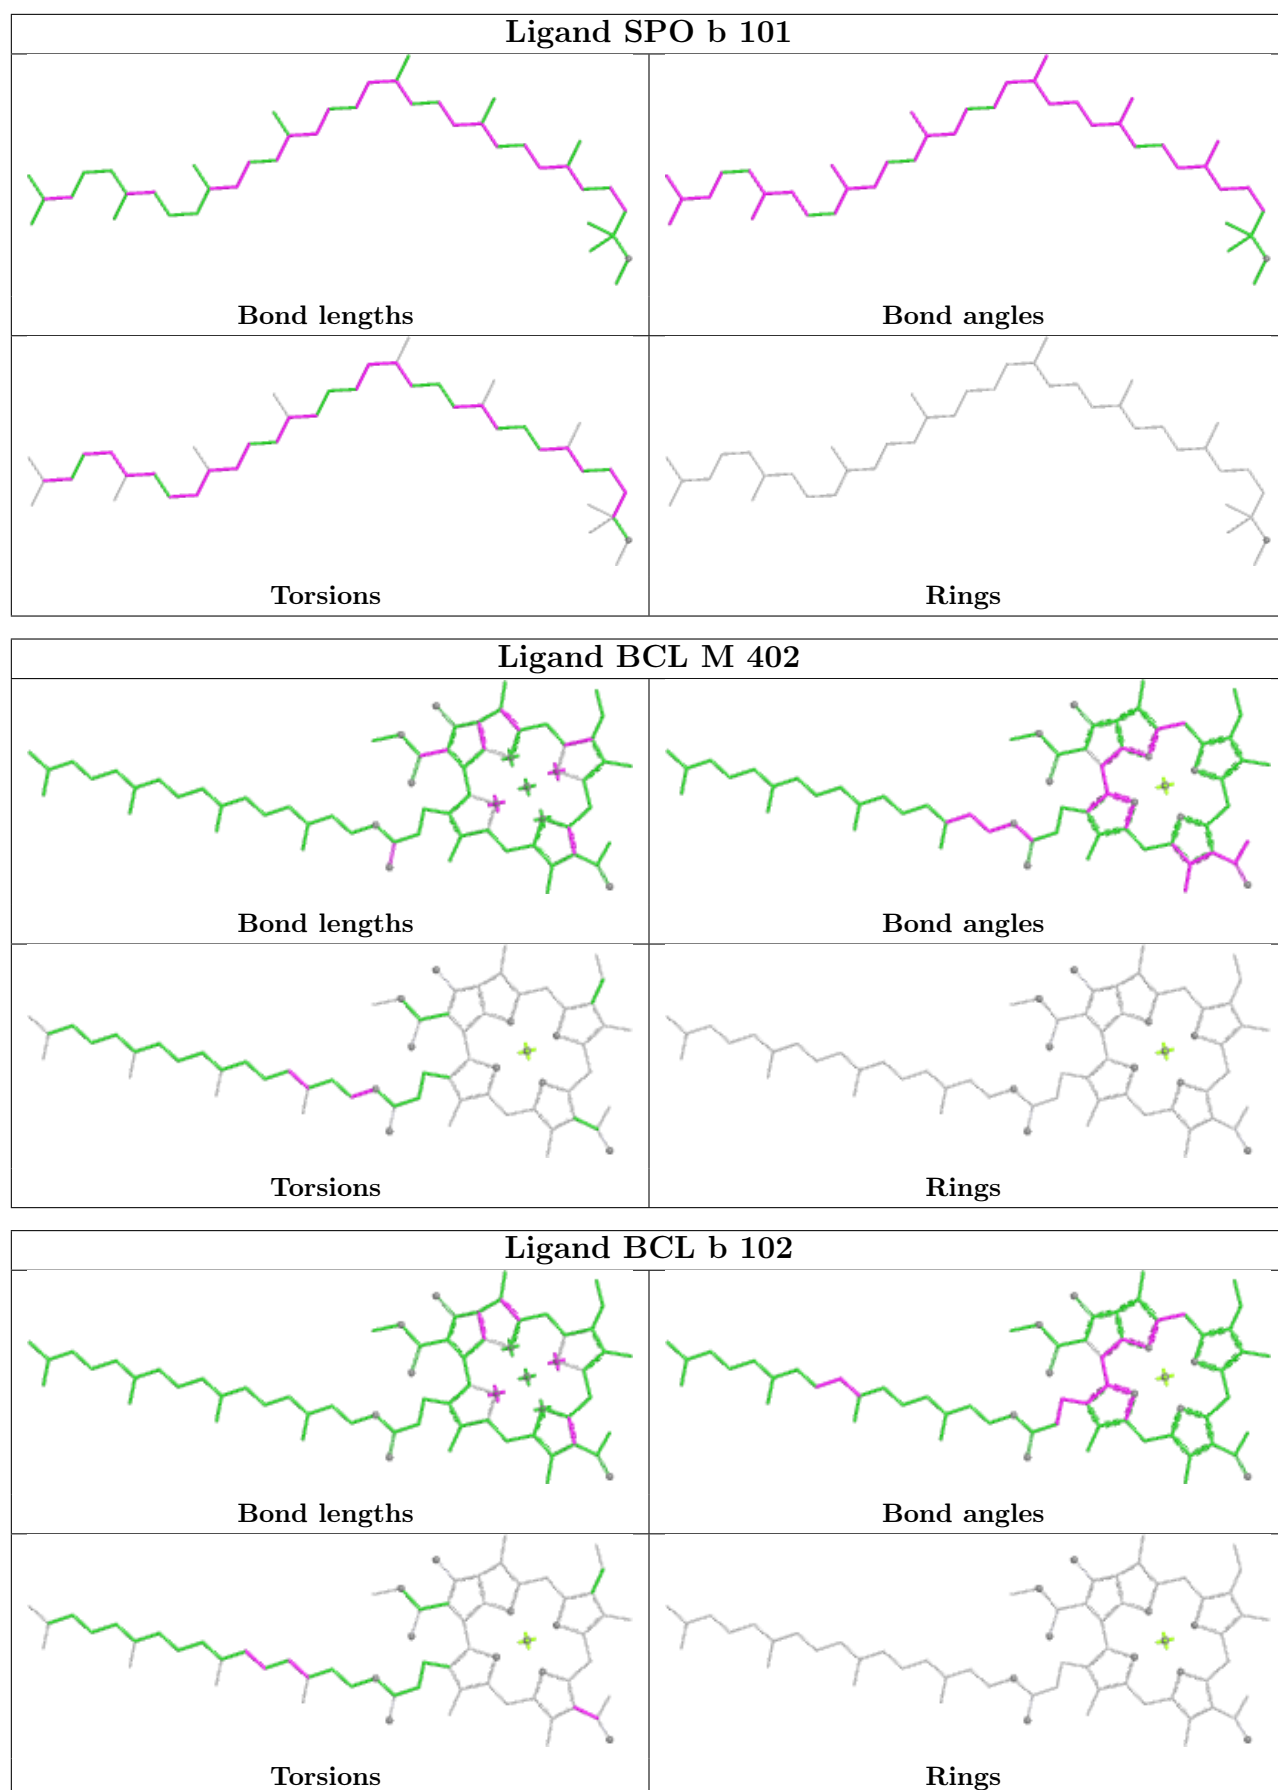 Ligand SPO b 101
Bond lengths
Bond angles
Torsions
Rings
Ligand BCL M 402
Bond lengths
Bond angles
Torsions
Rings
Ligand BCL b 102
Bond lengths
Bond angles
Torsions
Rings